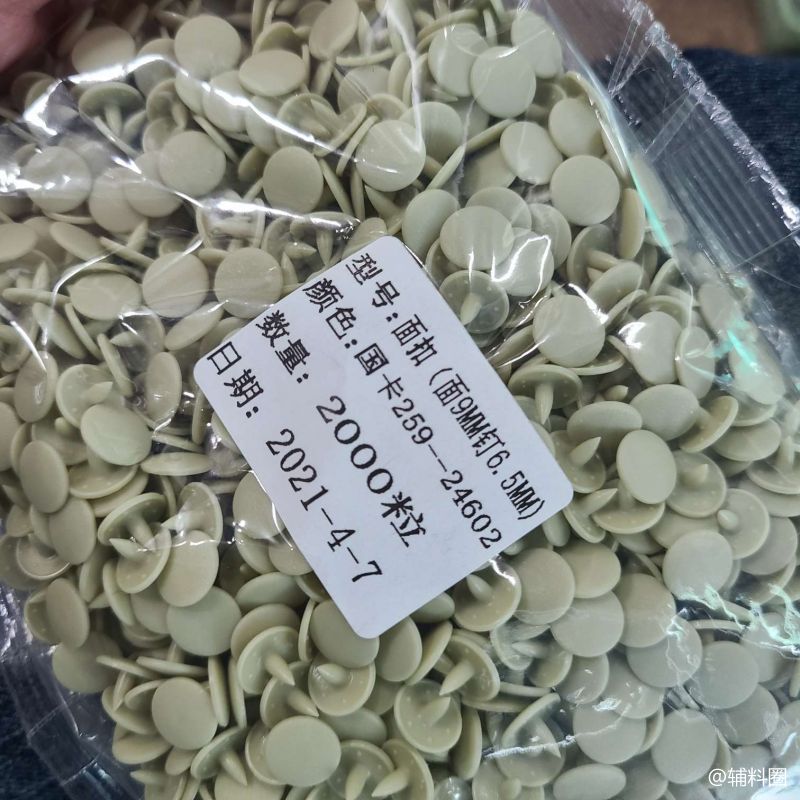 型号:面扣(面9MM钉6.5MM)
颜色:国卡259--24602
数量: 2000粒
日期: 2021-4-7
@辅料圈